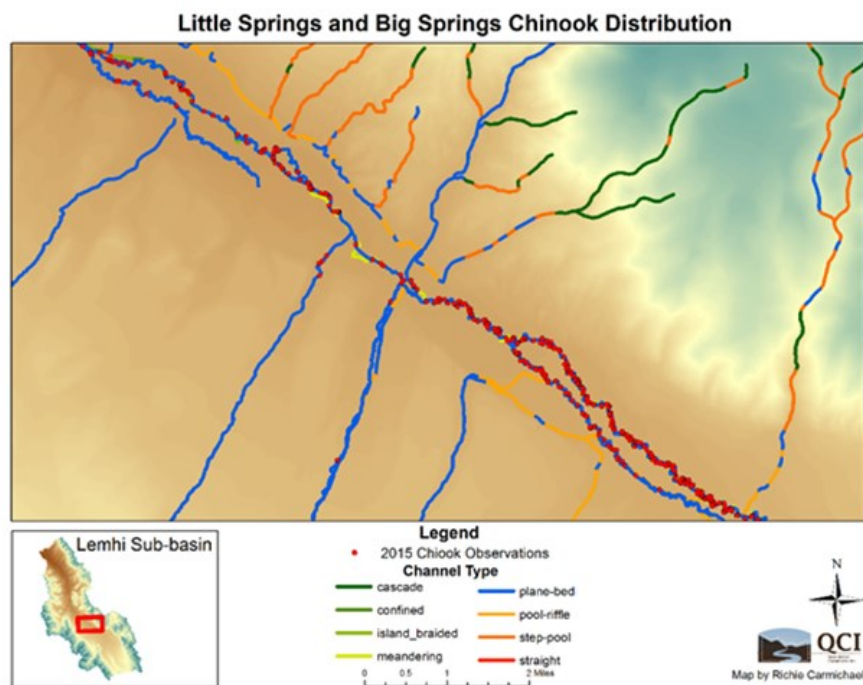 Little Springs and Big Springs Chinook Distribution
Lemhi Sub-basin
Legend
2015 Chiook Observations
Channel Type
cascade
confined
island_braided
meandering
plane-bed
pool-riffle
step-pool
straight
0 0.5 1 2
Miles
N
QCI
Map by Richie Carmichael